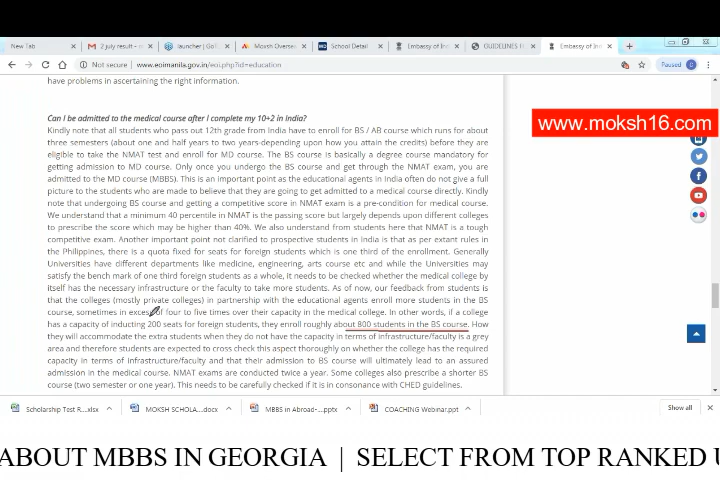 New Tab
2 july result - e
launcher | GoTo
Moxsh Oversea
School Detail
Embassy of Ind
GUIDELINES F
Embassy of Ind
Not secure | www.eoimanila.gov.in/eoi.php?id=education
Paused
have problems in ascertaining the right information.
Can I be admitted to the medical course after I complete my 10+2 in India?
Kindly note that all students who pass out 12th grade from India have to enroll for BS / AB course which runs for about
three semesters (about one and half years to two years-depending upon how you attain the credits) before they are
eligible to take the NMAT test and enroll for MD course. The BS course is basically a degree course mandatory for
getting admission to MD course. Only once you undergo the BS course and get through the NMAT exam, you are
admitted to the MD course (MBBS). This is an important point as the educational agents in India often do not give a full
picture to the students who are made to believe that they are going to get admitted to a medical course directly. Kindly
note that undergoing BS course and getting a competitive score in NMAT exam is a pre-condition for medical course.
We understand that a minimum 40 percentile in NMAT is the passing score but largely depends upon different colleges
to prescribe the score which may be higher than 40%. We also understand from students here that NMAT is a tough
competitive exam. Another important point not clarified to prospective students in India is that as per extant rules in
the Philippines, there is a quota fixed for seats for foreign students which is one third of the enrollment. Generally
Universities have different departments like medicine, engineering, arts course etc and while the Universities may
satisfy the bench mark of one third foreign students as a whole, it needs to be checked whether the medical college by
itself has the necessary infrastructure or the faculty to take more students. As of now, our feedback from students is
that the colleges (mostly private colleges) in partnership with the educational agents enroll more students in the BS
course, sometimes in excess of four to five times over their capacity in the medical college. In other words, if a college
has a capacity of inducting 200 seats for foreign students, they enroll roughly about 800 students in the BS course. How
they will accommodate the extra students when they do not have the capacity in terms of infrastructure/faculty is a grey
area and therefore students are expected to cross check this aspect thoroughly on whether the college has the required
capacity in terms of infrastructure/faculty and that their admission to BS course will ultimately lead to an assured
admission in the medical course. NMAT exams are conducted twice a year. Some colleges also prescribe a shorter BS
course (two semester or one year). This needs to be carefully checked if it is in consonance with CHED guidelines.
www.moksh16.com
Scholarship Test R....xlsx
MOKSH SCHOLA....docx
MBBS in Abroad-....pptx
COACHING Webinar.ppt
Show all
ABOUT MBBS IN GEORGIA | SELECT FROM TOP RANKED U